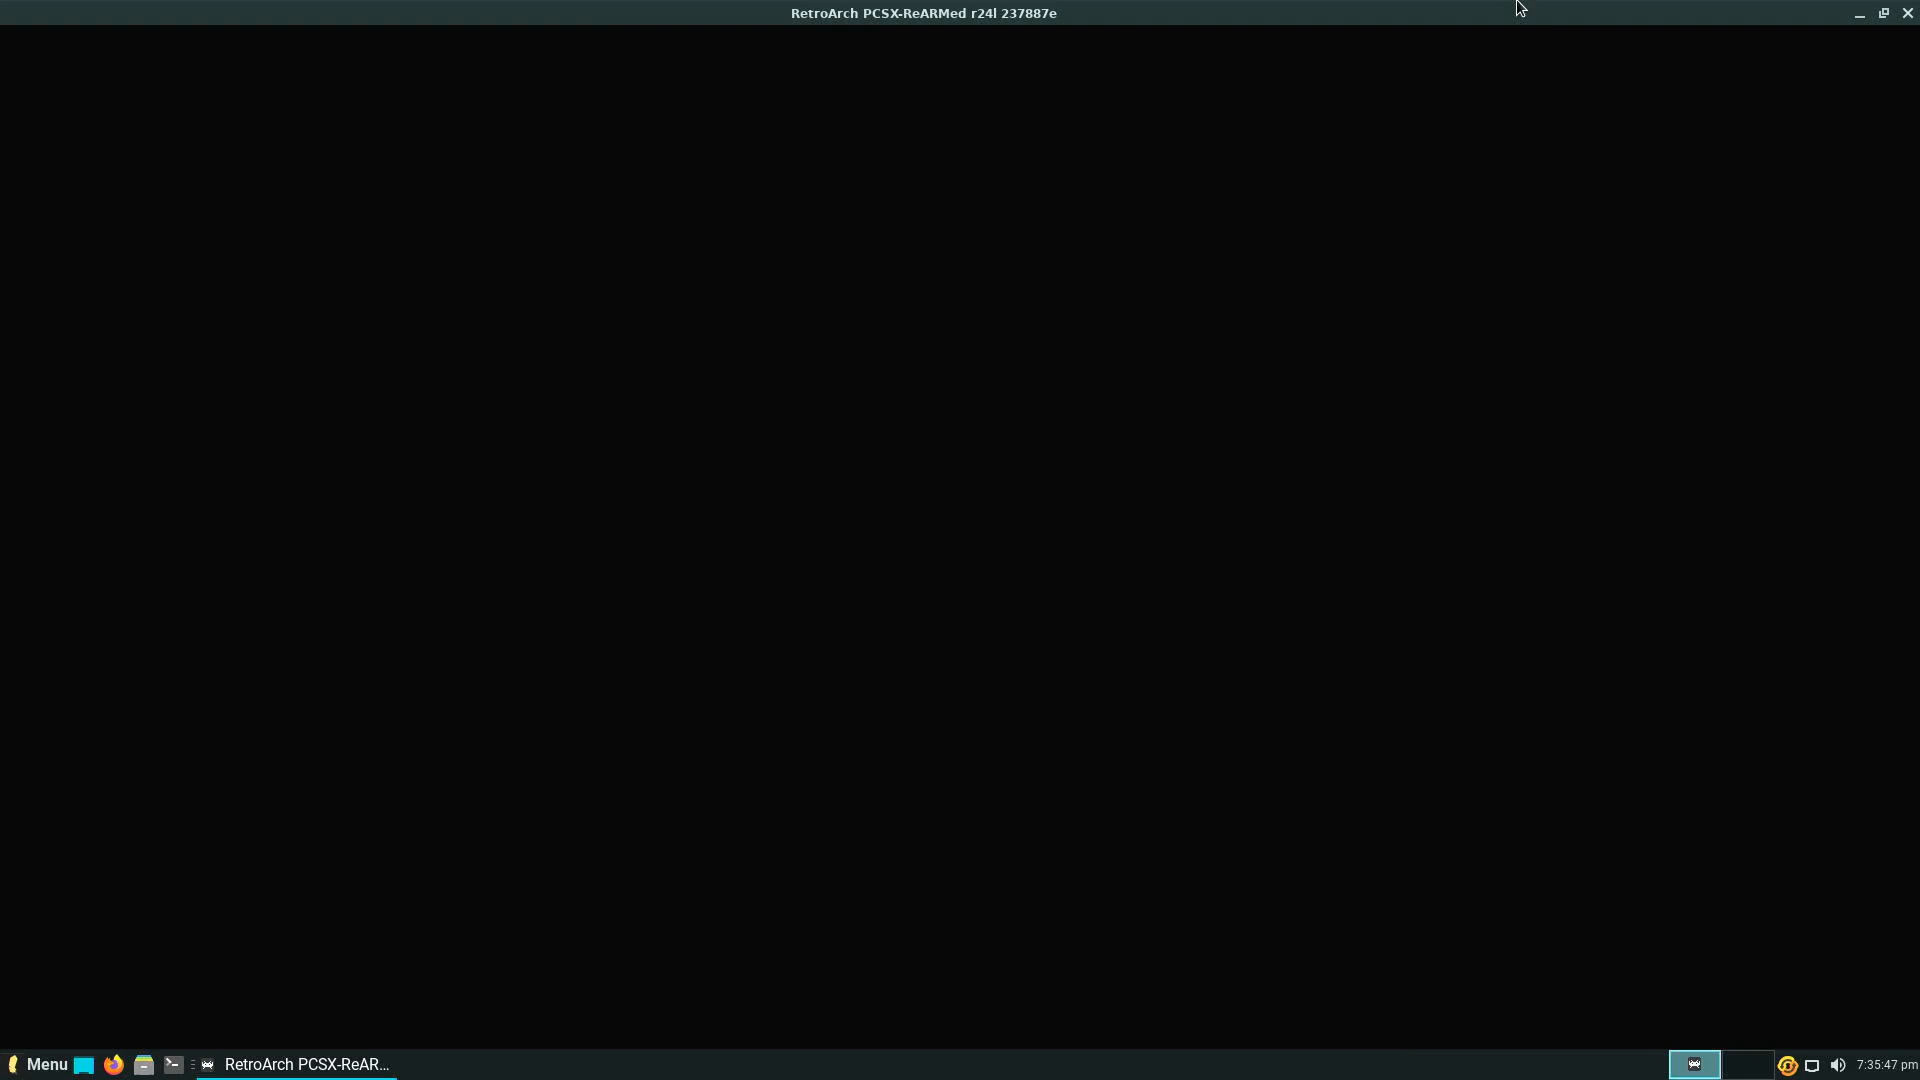 RetroArch PCSX-ReARMed r24l 237887e
Menu
RetroArch PCSX-ReAR...
7:35:47 pm